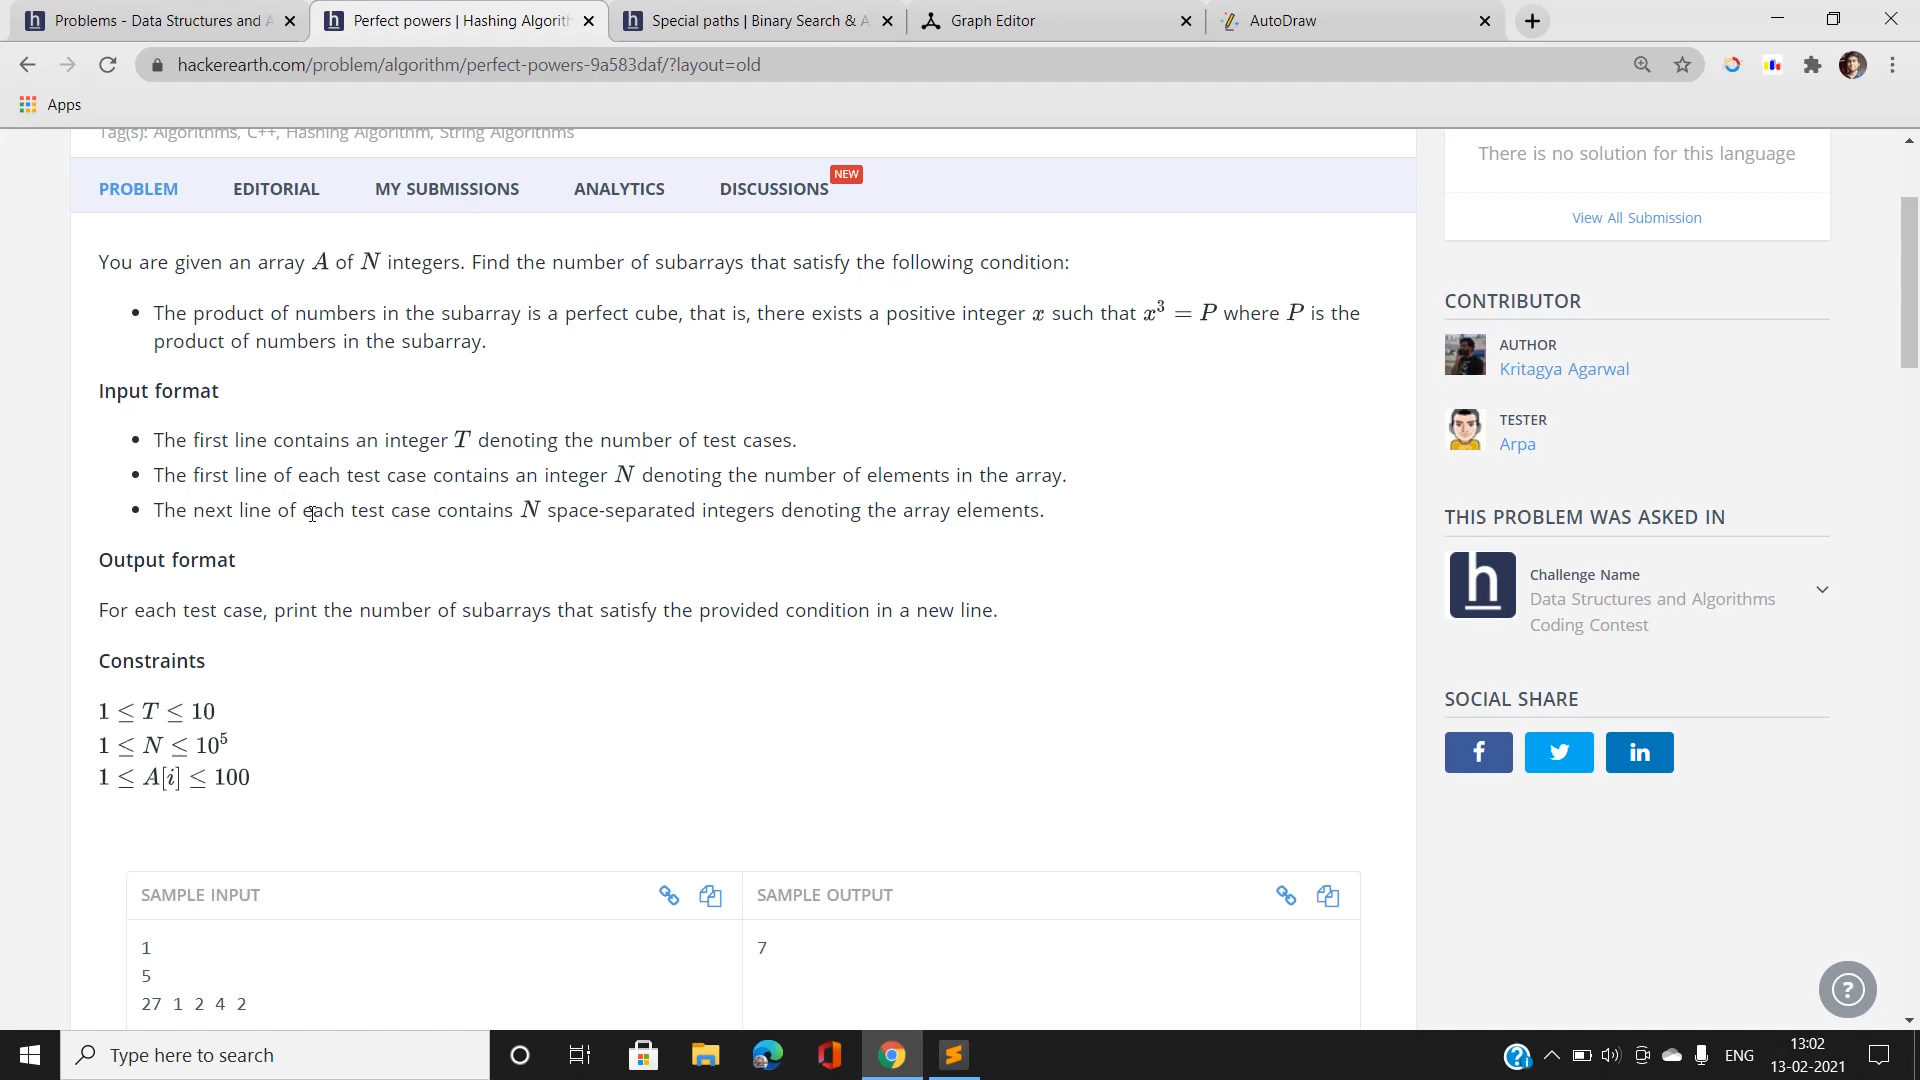 Problems - Data Structures and A
Perfect powers | Hashing Algorith
Special paths | Binary Search & A
Graph Editor
AutoDraw
hackerearth.com/problem/algorithm/perfect-powers-9a583daf/?layout=old
Apps
Tag(s): Algorithms, C++, Hashing Algorithm, String Algorithms
PROBLEM EDITORIAL MY SUBMISSIONS ANALYTICS DISCUSSIONS NEW
You are given an array A of N integers. Find the number of subarrays that satisfy the following condition:
• The product of numbers in the subarray is a perfect cube, that is, there exists a positive integer x such that x³ = P where P is the
product of numbers in the subarray.
Input format
• The first line contains an integer T denoting the number of test cases.
• The first line of each test case contains an integer N denoting the number of elements in the array.
• The next line of each test case contains N space-separated integers denoting the array elements.
Output format
For each test case, print the number of subarrays that satisfy the provided condition in a new line.
Constraints
1 ≤ T ≤ 10
1 ≤ N ≤ 10⁵
1 ≤ A[i] ≤ 100
SAMPLE INPUT
1
5
27 1 2 4 2
SAMPLE OUTPUT
7
There is no solution for this language
View All Submission
CONTRIBUTOR
AUTHOR
Kritagya Agarwal
TESTER
Arpa
THIS PROBLEM WAS ASKED IN
h
Challenge Name
Data Structures and Algorithms
Coding Contest
SOCIAL SHARE
f
in
?
Type here to search
ENG
13:02
13-02-2021